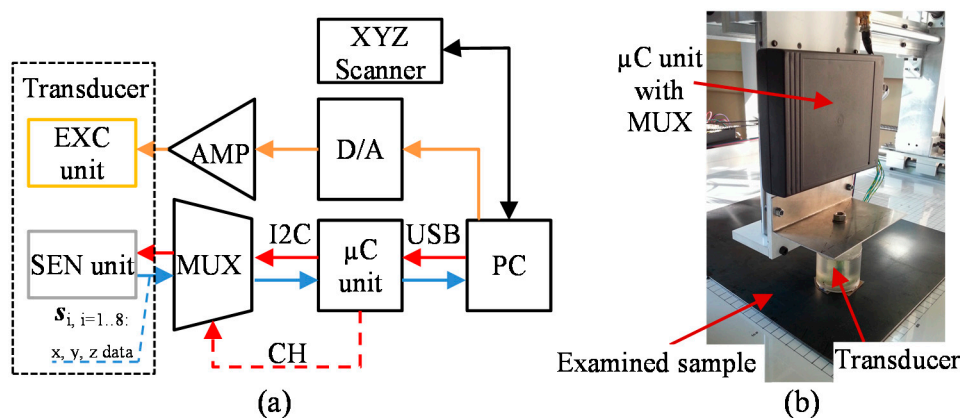 XYZ
Scanner
Transducer
EXC
unit
AMP
D/A
SEN unit
MUX
I2C
µC
unit
USB
PC
s i, i=1..8:
x, y, z data
CH
(a)
µC unit
with
MUX
Examined sample
Transducer
(b)